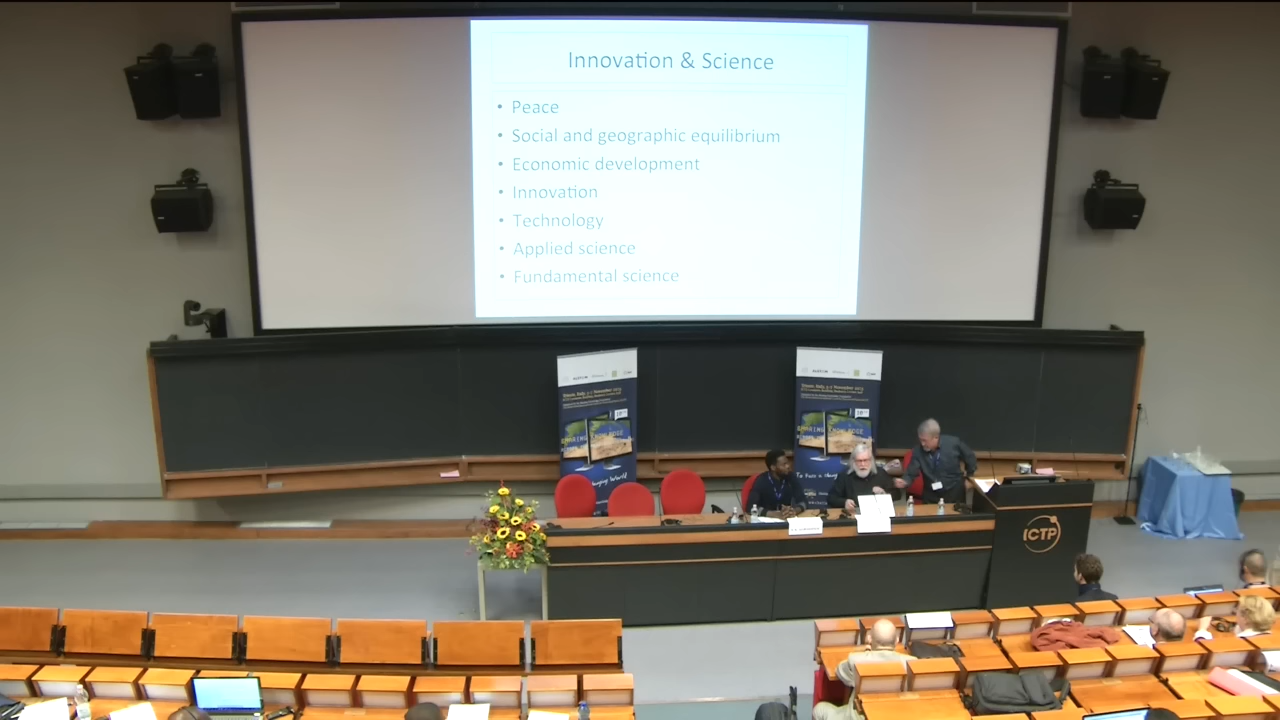 Innovation & Science
• Peace
• Social and geographic equilibrium
• Economic development
• Innovation
• Technology
• Applied science
• Fundamental science
ICTP